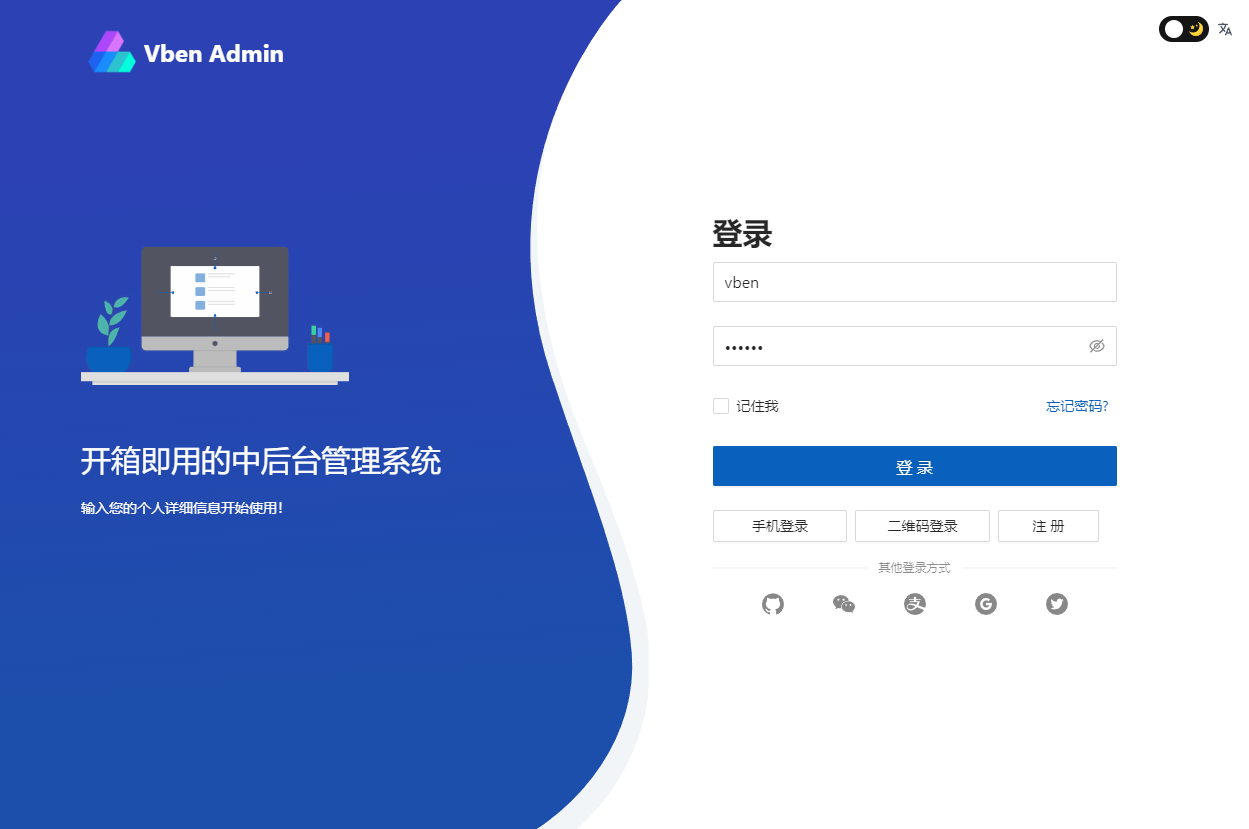 Vben Admin
开箱即用的中后台管理系统
输入您的个人详细信息开始使用!
登录
vben
••••••
记住我
忘记密码?
登 录
手机登录
二维码登录
注 册
其他登录方式